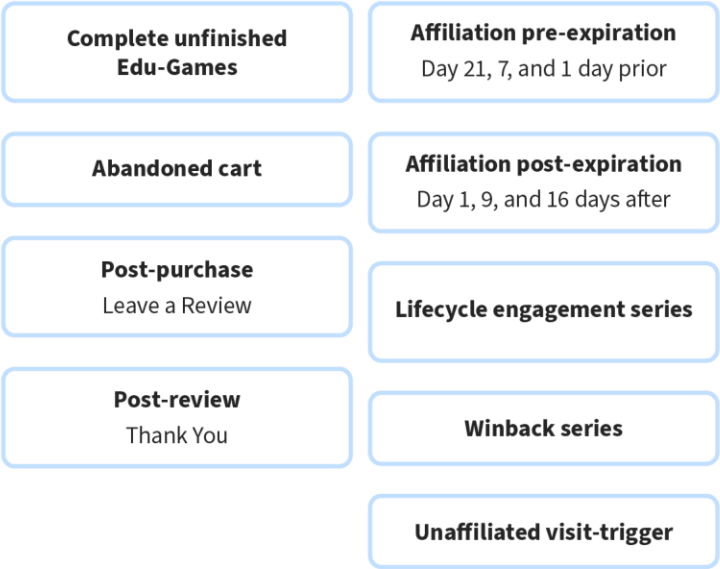 Complete unfinished
Edu-Games
Abandoned cart
Post-purchase
Leave a Review
Post-review
Thank You
Affiliation pre-expiration
Day 21, 7, and 1 day prior
Affiliation post-expiration
Day 1, 9, and 16 days after
Lifecycle engagement series
Winback series
Unaffiliated visit-trigger